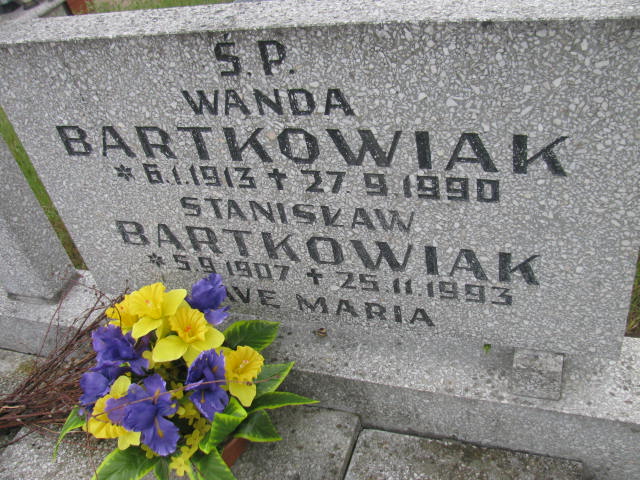 Ś.P.
WANDA
BARTKOWIAK
* 6.1.1913 + 27.9.1990
STANISŁAW
BARTKOWIAK
* 5.9.1907 + 25.11.1993
AVE MARIA